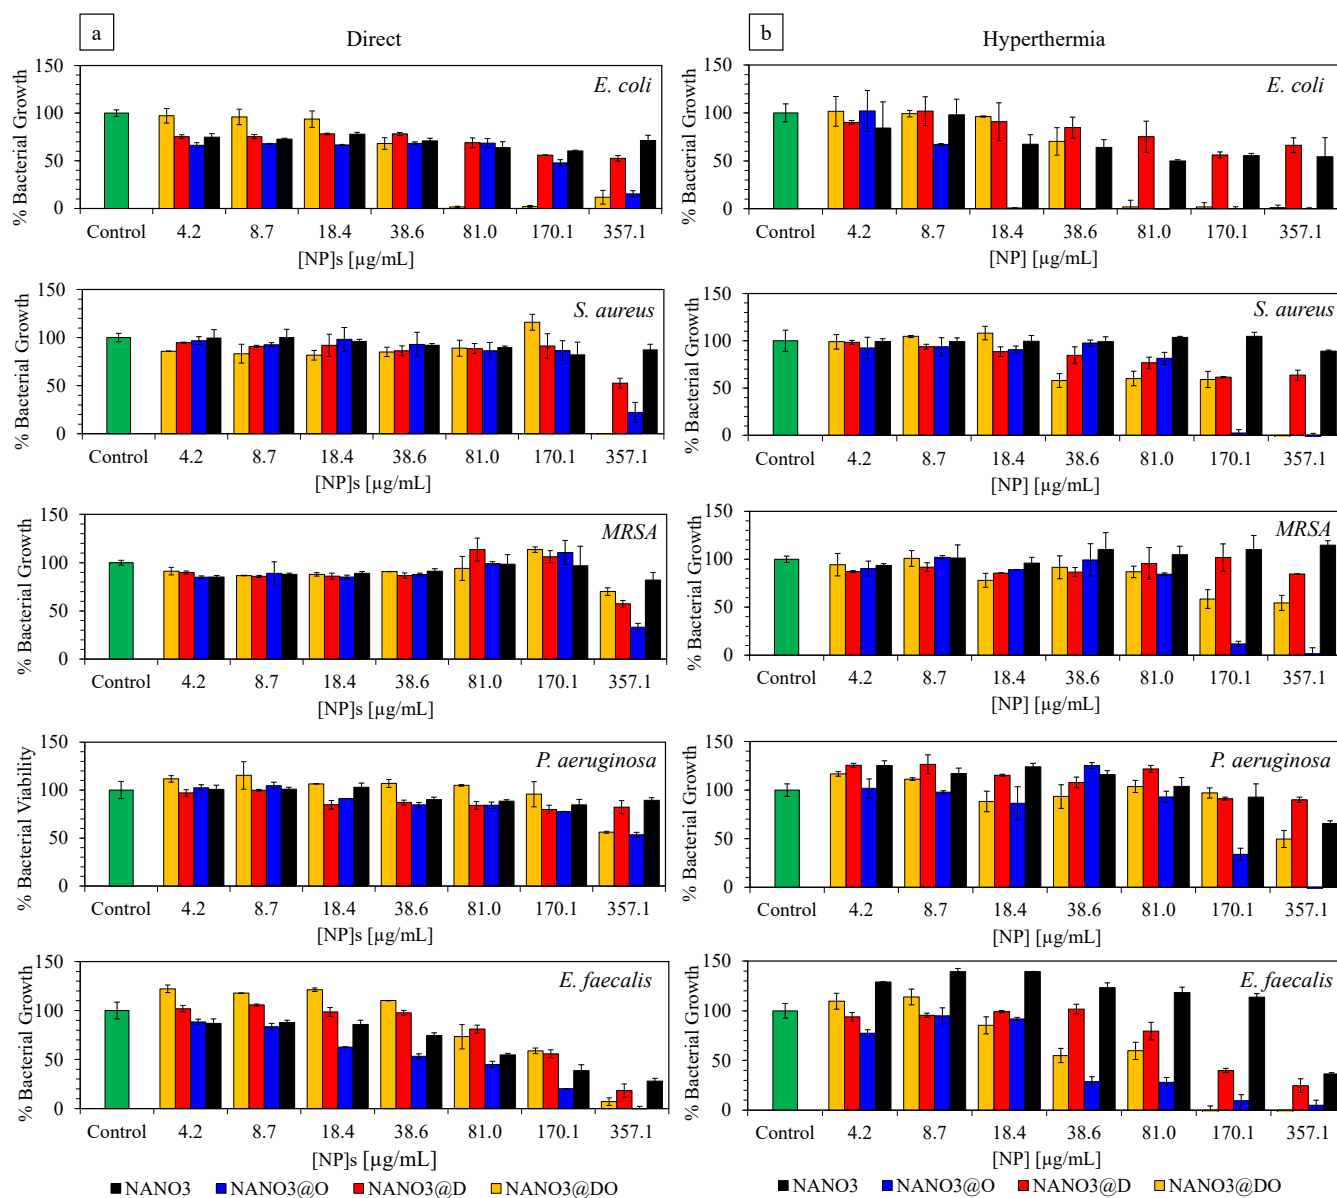 a
Direct
b
Hyperthermia
% Bacterial Growth
150
100
50
0
E. coli
Control 4.2 8.7 18.4 38.6 81.0 170.1 357.1
[NP]s [µg/mL]
% Bacterial Growth
150
100
50
0
E. coli
Control 4.2 8.7 18.4 38.6 81.0 170.1 357.1
[NP] [µg/mL]
% Bacterial Growth
150
100
50
0
S. aureus
Control 4.2 8.7 18.4 38.6 81.0 170.1 357.1
[NP]s [µg/mL]
% Bacterial Growth
150
100
50
0
S. aureus
Control 4.2 8.7 18.4 38.6 81.0 170.1 357.1
[NP] [µg/mL]
% Bacterial Growth
150
100
50
0
MRSA
Control 4.2 8.7 18.4 38.6 81.0 170.1 357.1
[NP]s [µg/mL]
% Bacterial Growth
150
100
50
0
MRSA
Control 4.2 8.7 18.4 38.6 81.0 170.1 357.1
[NP] [µg/mL]
% Bacterial Viability
150
100
50
0
P. aeruginosa
Control 4.2 8.7 18.4 38.6 81.0 170.1 357.1
[NP]s [µg/mL]
% Bacterial Growth
150
100
50
0
P. aeruginosa
Control 4.2 8.7 18.4 38.6 81.0 170.1 357.1
[NP] [µg/mL]
% Bacterial Growth
150
100
50
0
E. faecalis
Control 4.2 8.7 18.4 38.6 81.0 170.1 357.1
[NP]s [µg/mL]
% Bacterial Growth
150
100
50
0
E. faecalis
Control 4.2 8.7 18.4 38.6 81.0 170.1 357.1
[NP] [µg/mL]
NANO3 NANO3@O NANO3@D NANO3@DO
NANO3 NANO3@O NANO3@D NANO3@DO